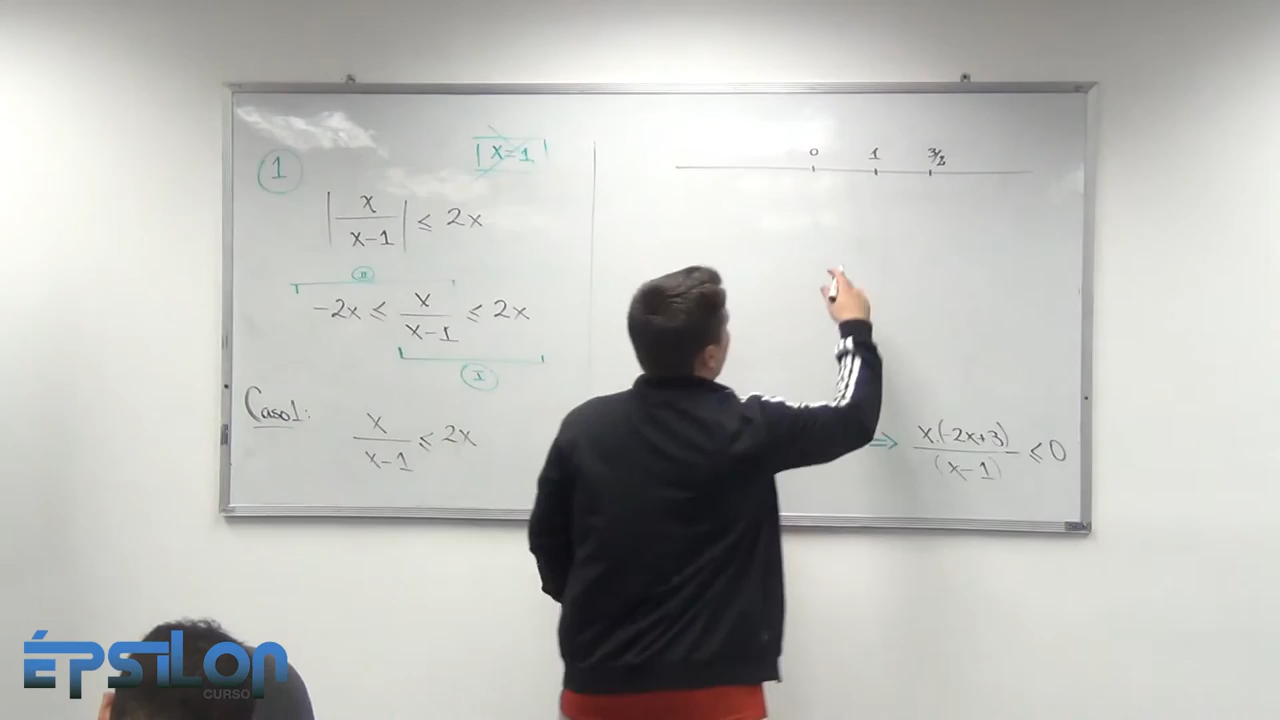 1
x=1
|x/(x-1)| ≤ 2x
II
-2x ≤ x/(x-1) ≤ 2x
I
Caso1:
x/(x-1) ≤ 2x
0 1 3/2
⇒ x.(-2x+3)/(x-1) ≤ 0
ÉPSILON
CURSO